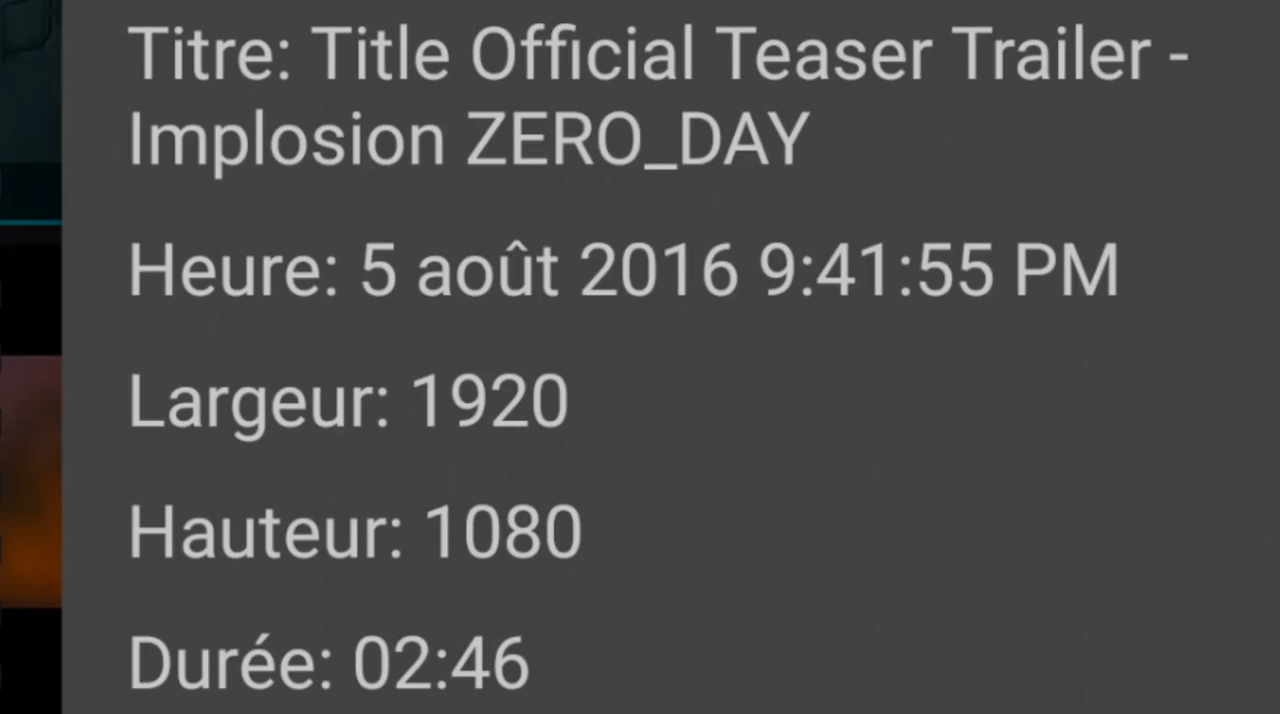 Titre: Title Official Teaser Trailer -
Implosion ZERO_DAY
Heure: 5 août 2016 9:41:55 PM
Largeur: 1920
Hauteur: 1080
Durée: 02:46